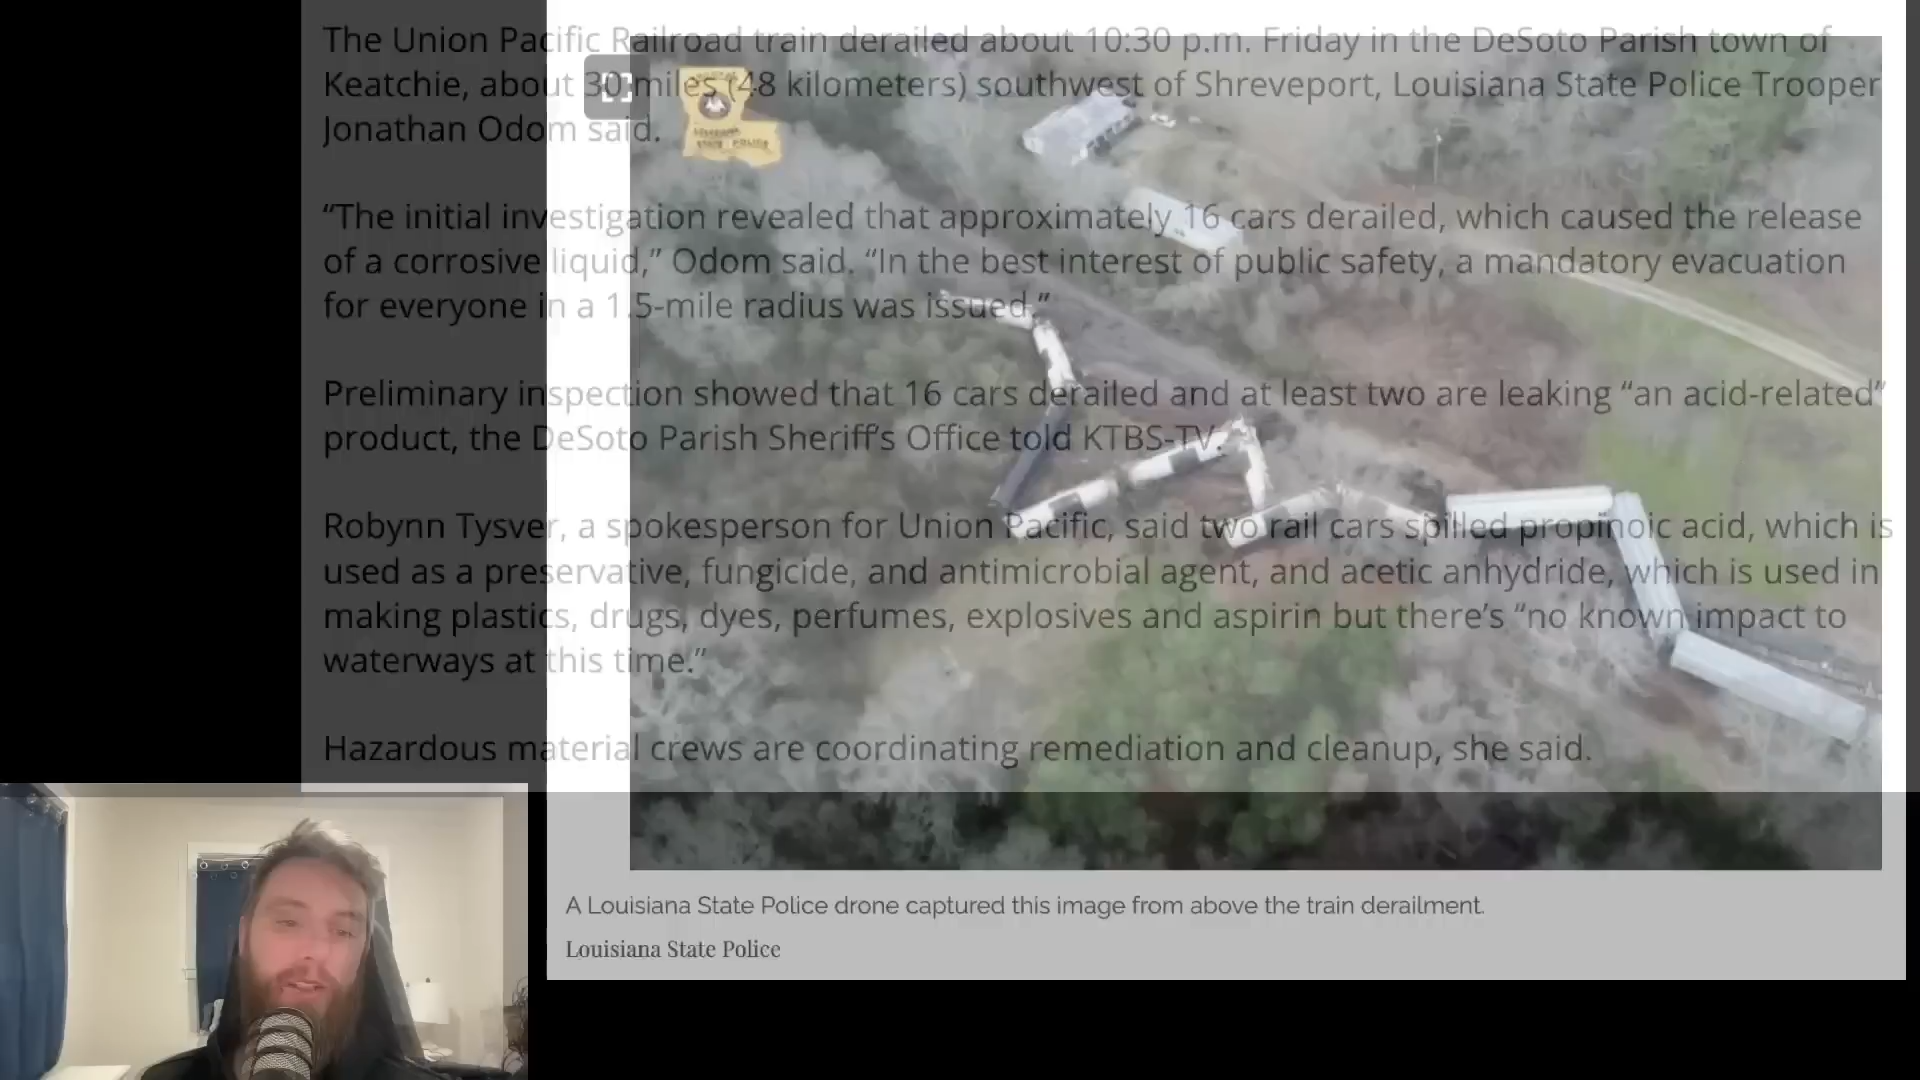 The Union Pacific Railroad train derailed about 10:30 p.m. Friday in the DeSoto Parish town of
Keatchie, about 30 miles (48 kilometers) southwest of Shreveport, Louisiana State Police Trooper
Jonathan Odom said.
LOUISIANA
STATE POLICE
“The initial investigation revealed that approximately 16 cars derailed, which caused the release
of a corrosive liquid,” Odom said. “In the best interest of public safety, a mandatory evacuation
for everyone in a 1.5-mile radius was issued.”
Preliminary inspection showed that 16 cars derailed and at least two are leaking “an acid-related”
product, the DeSoto Parish Sheriff’s Office told KTBS-TV.
Robynn Tysver, a spokesperson for Union Pacific, said two rail cars spilled propinoic acid, which is
used as a preservative, fungicide, and antimicrobial agent, and acetic anhydride, which is used in
making plastics, drugs, dyes, perfumes, explosives and aspirin but there’s “no known impact to
waterways at this time.”
Hazardous material crews are coordinating remediation and cleanup, she said.
A Louisiana State Police drone captured this image from above the train derailment.
Louisiana State Police